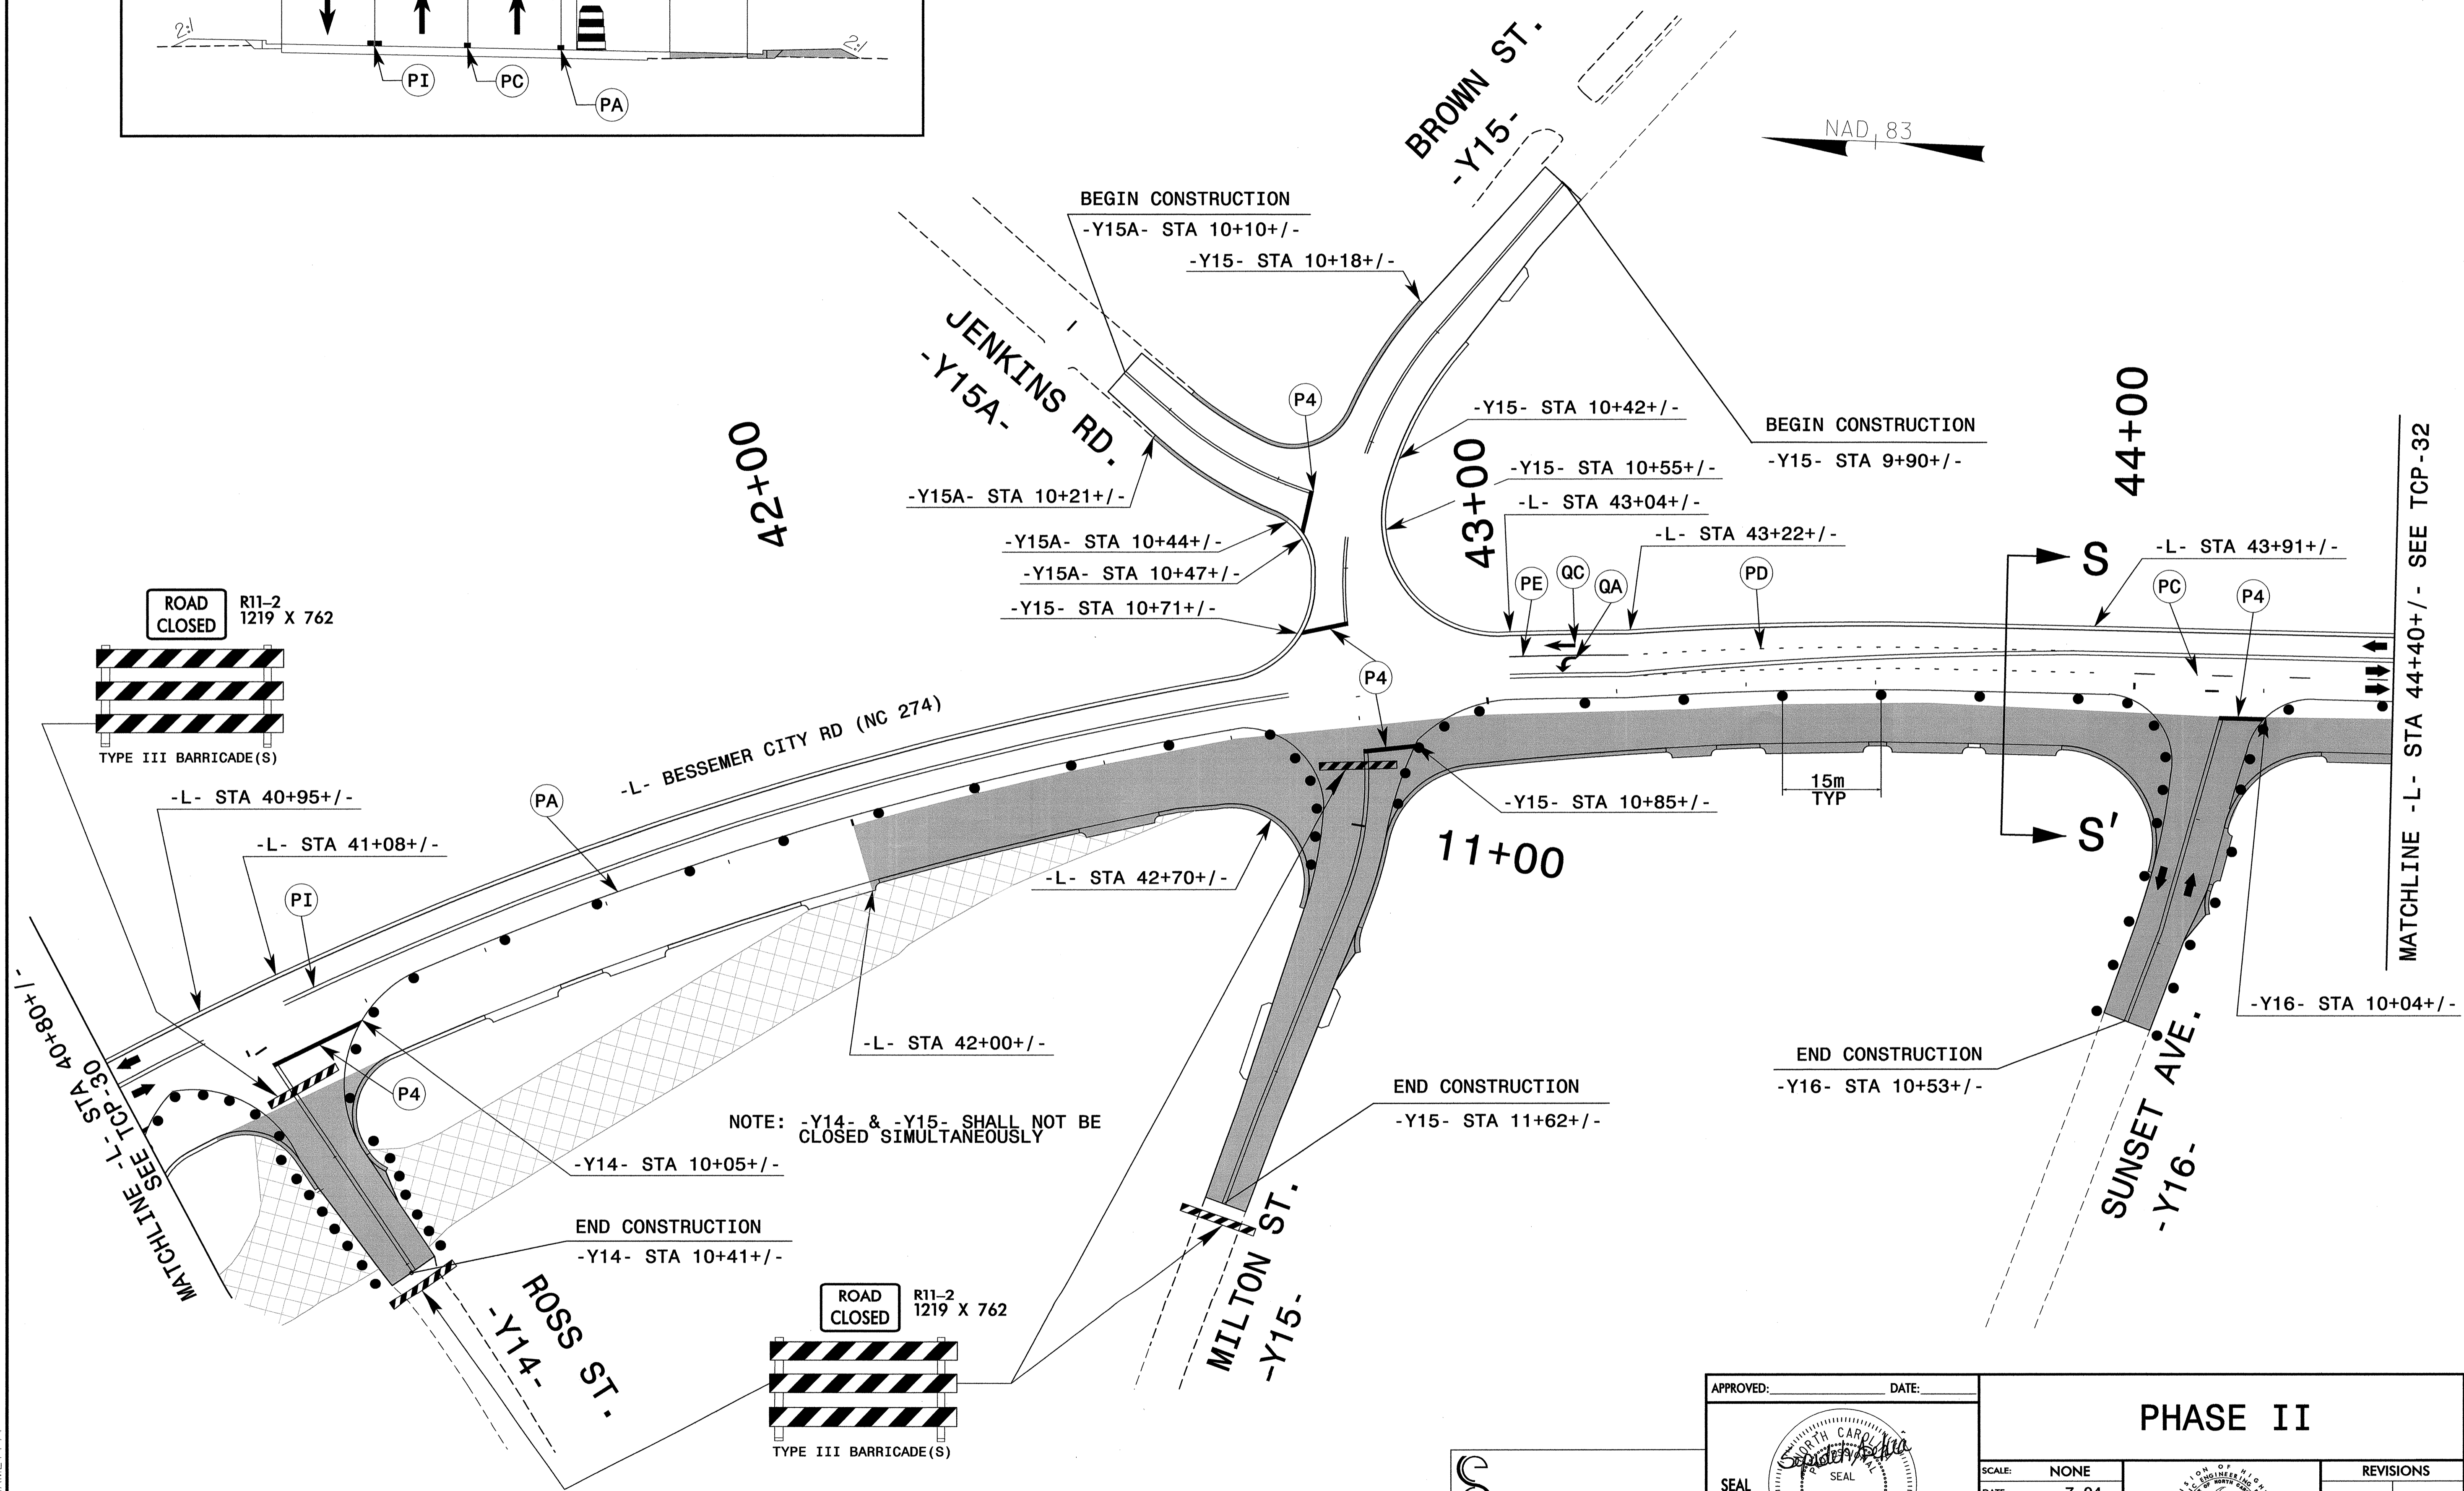 2:1
2:1
PI
PC
PA
BROWN ST.
-Y15-
NAD 83
BEGIN CONSTRUCTION
-Y15A- STA 10+10+/-
-Y15- STA 10+18+/-
JENKINS RD.
-Y15A-
P4
-Y15- STA 10+42+/-
BEGIN CONSTRUCTION
-Y15- STA 9+90+/-
42+00
43+00
44+00
-Y15- STA 10+55+/-
-L- STA 43+04+/-
-L- STA 43+22+/-
-Y15A- STA 10+21+/-
-Y15A- STA 10+44+/-
-Y15A- STA 10+47+/-
-Y15- STA 10+71+/-
PE
QC
QA
PD
S
-L- STA 43+91+/-
PC
P4
MATCHLINE -L- STA 44+40+/- SEE TCP-32
ROAD
CLOSED
R11-2
1219 X 762
TYPE III BARRICADE(S)
P4
-L- BESSEMER CITY RD (NC 274)
-L- STA 40+95+/-
PA
-L- STA 41+08+/-
PI
15m
TYP
-Y15- STA 10+85+/-
S'
11+00
-L- STA 42+70+/-
-L- STA 42+00+/-
-Y16- STA 10+04+/-
MATCHLINE -L- STA 40+80+/-
SEE TCP-30
P4
END CONSTRUCTION
-Y16- STA 10+53+/-
END CONSTRUCTION
-Y15- STA 11+62+/-
NOTE: -Y14- & -Y15- SHALL NOT BE
CLOSED SIMULTANEOUSLY
-Y14- STA 10+05+/-
END CONSTRUCTION
-Y14- STA 10+41+/-
SUNSET AVE.
-Y16-
ROSS ST.
-Y14-
MILTON ST.
-Y15-
ROAD
CLOSED
R11-2
1219 X 762
TYPE III BARRICADE(S)
APPROVED: DATE:
PHASE II
SEAL
NORTH CAROLINA
PROFESSIONAL
SEAL
SCALE: NONE
REVISIONS